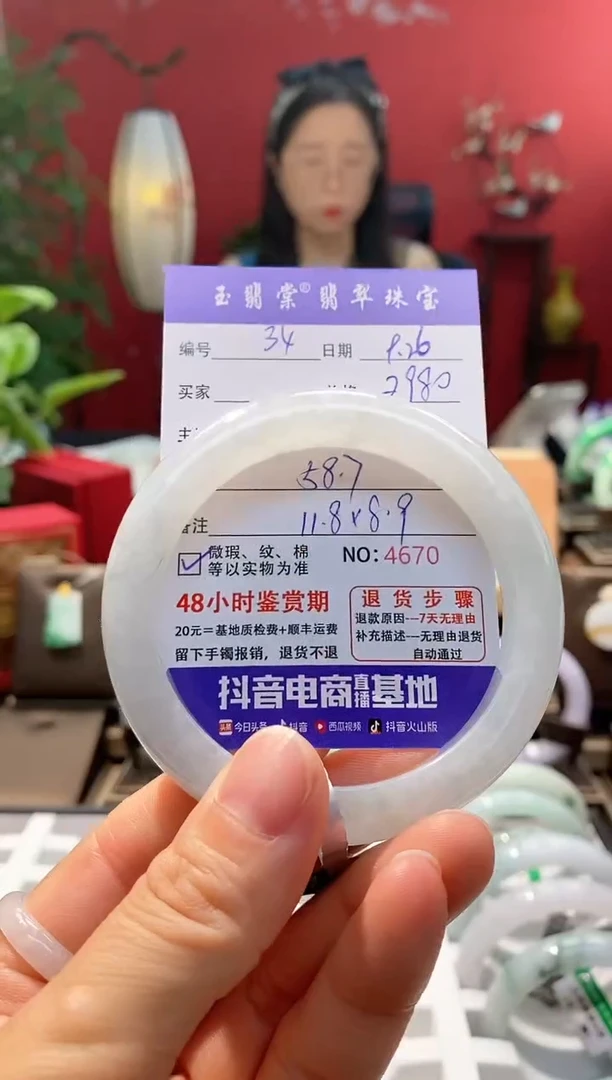 玉翡棠®翡翠珠宝
编号 34 日期 9.26
买家 2980
58.7
备注 11.8x8.9
☑微瑕、纹、棉
等以实物为准
NO: 4670
48小时鉴赏期
20元=基地质检费+顺丰运费
留下手镯报销，退货不退
退货步骤
退款原因---7天无理由
补充描述---无理由退货
自动通过
抖音电商直播基地
头条 今日头条 抖音 西瓜视频 抖音火山版